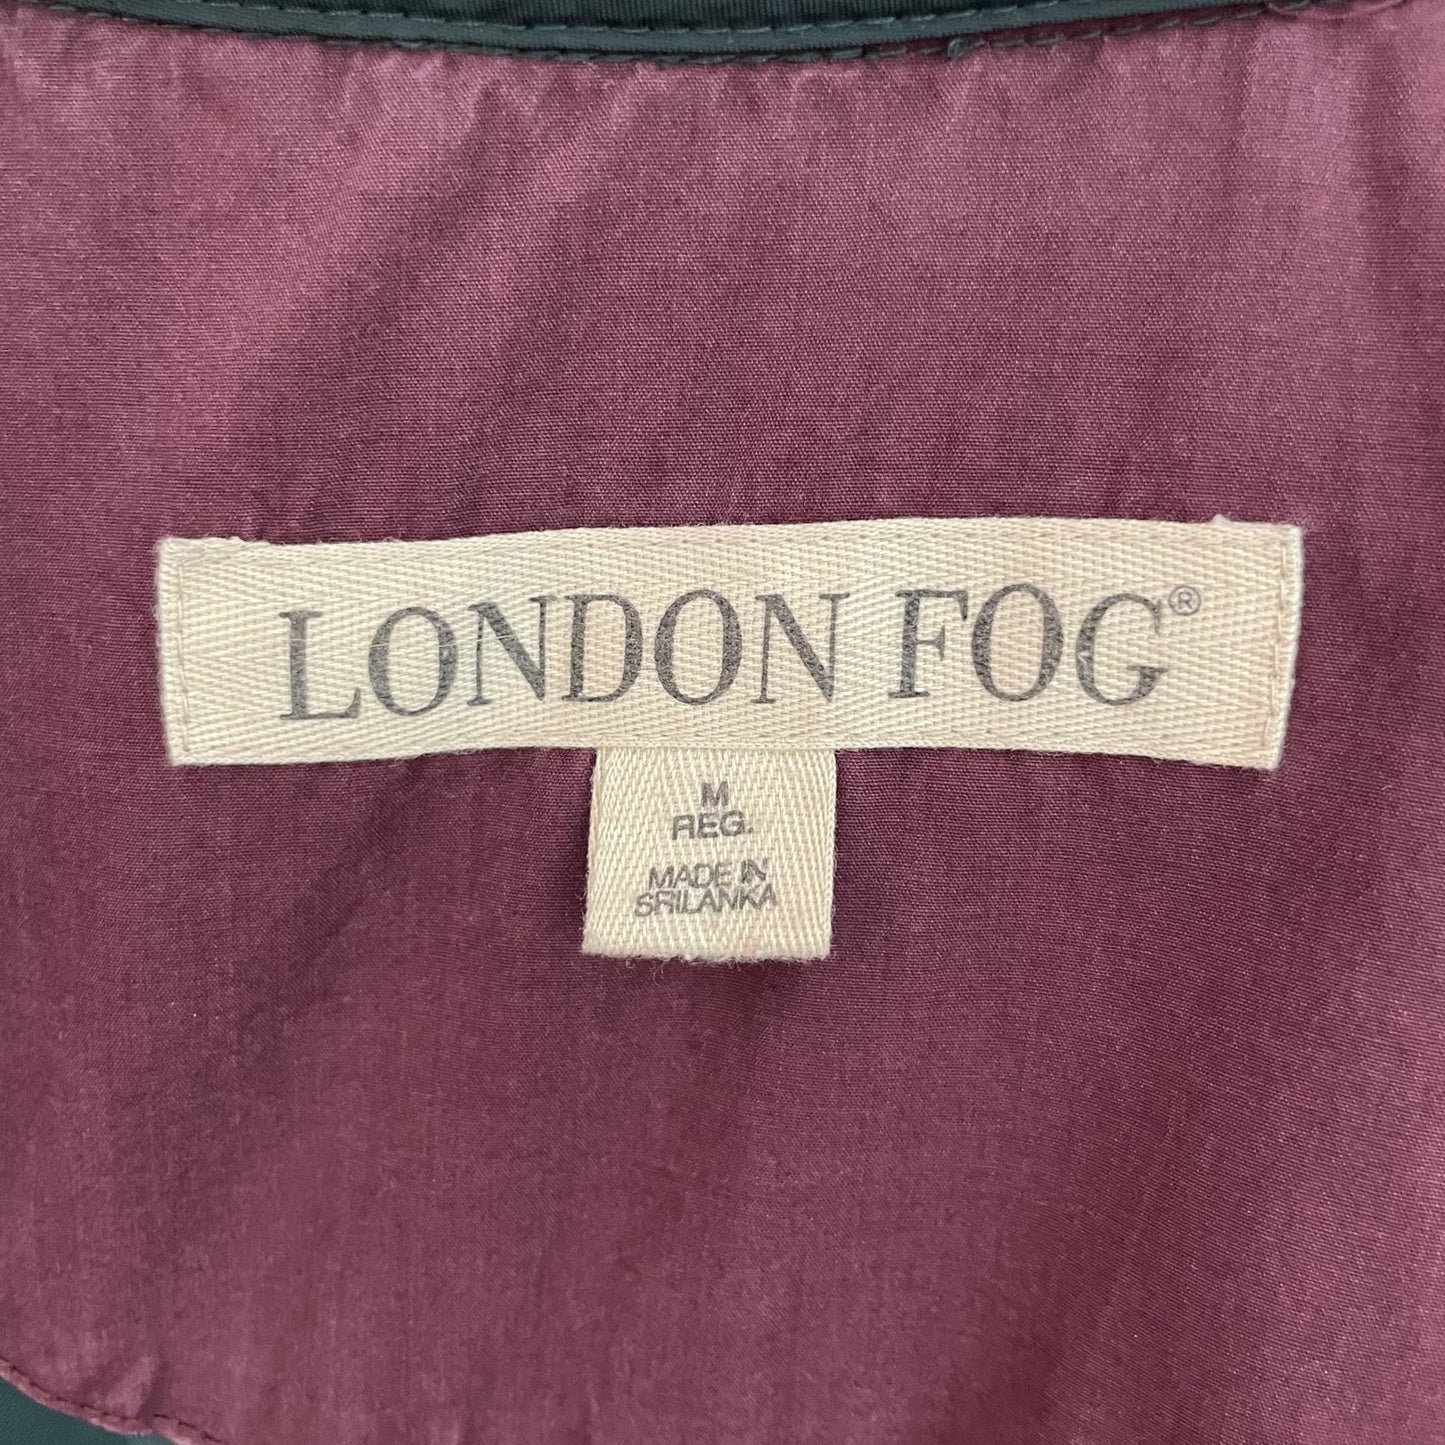 LONDON FOG®
M
REG.
MADE IN
SRILANKA